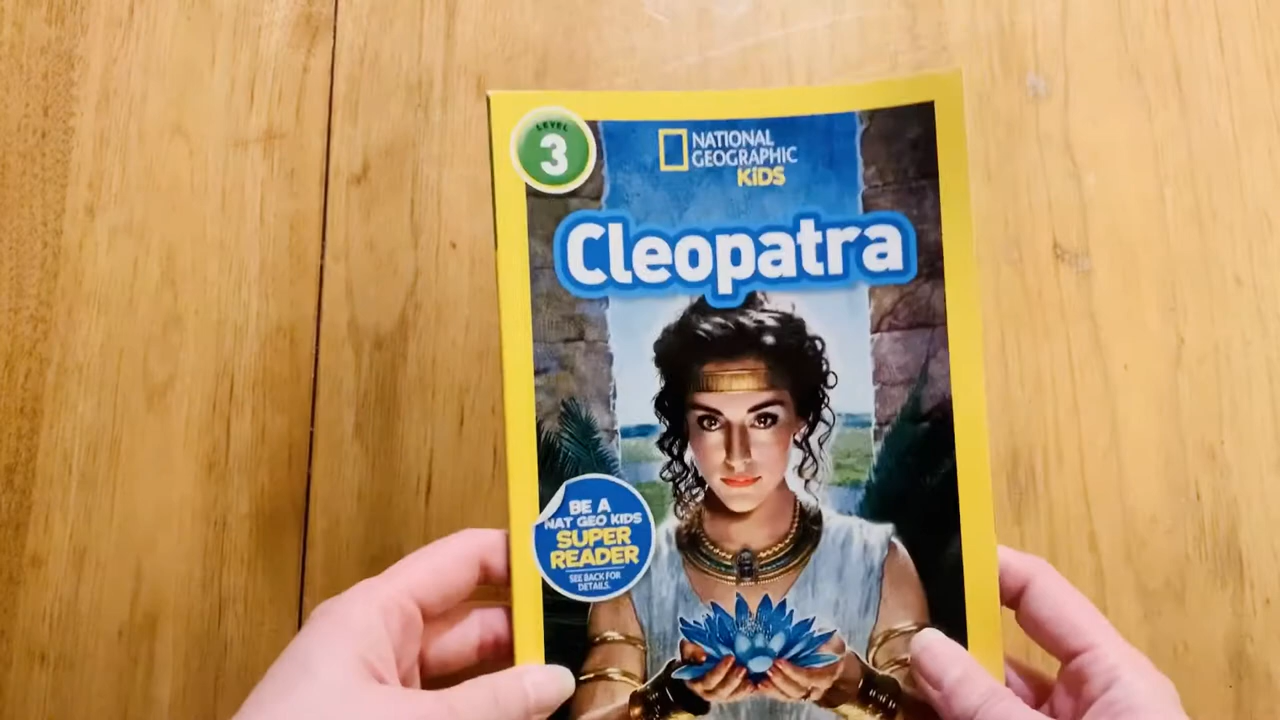 LEVEL
3
NATIONAL
GEOGRAPHIC
KiDS
Cleopatra
BE A
NAT GEO KIDS
SUPER
READER
SEE BACK FOR
DETAILS.